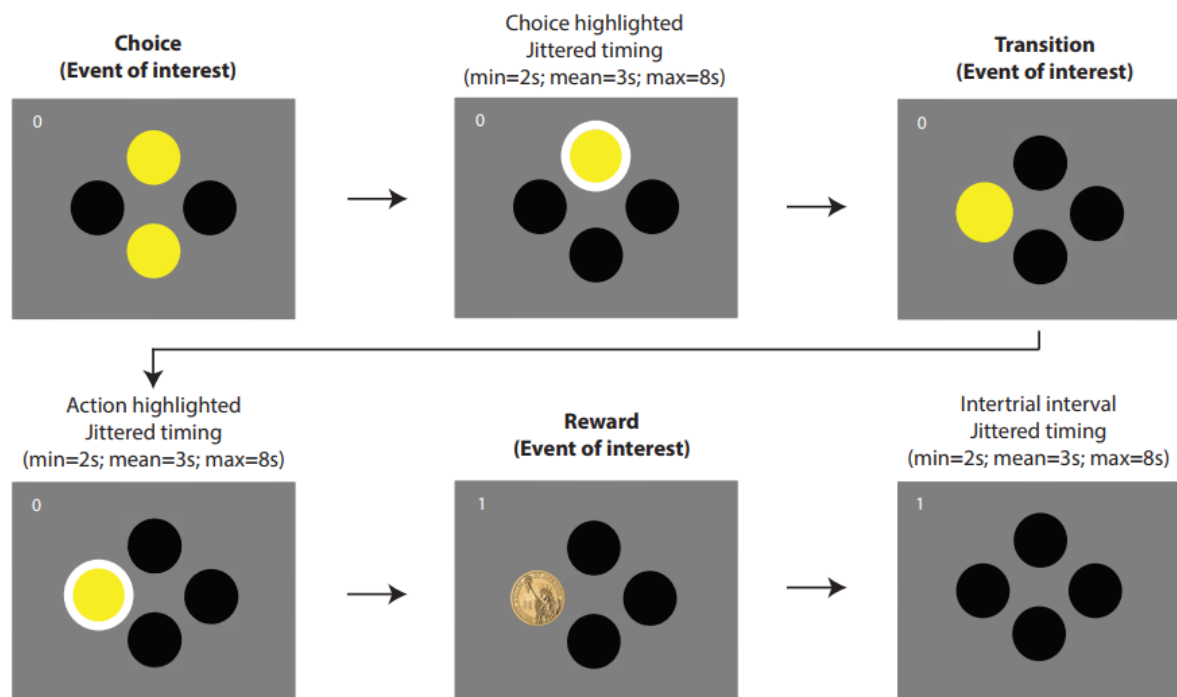 Choice
(Event of interest)
0
Choice highlighted
Jittered timing
(min=2s; mean=3s; max=8s)
0
Transition
(Event of interest)
0
Action highlighted
Jittered timing
(min=2s; mean=3s; max=8s)
0
Reward
(Event of interest)
1
Intertrial interval
Jittered timing
(min=2s; mean=3s; max=8s)
1